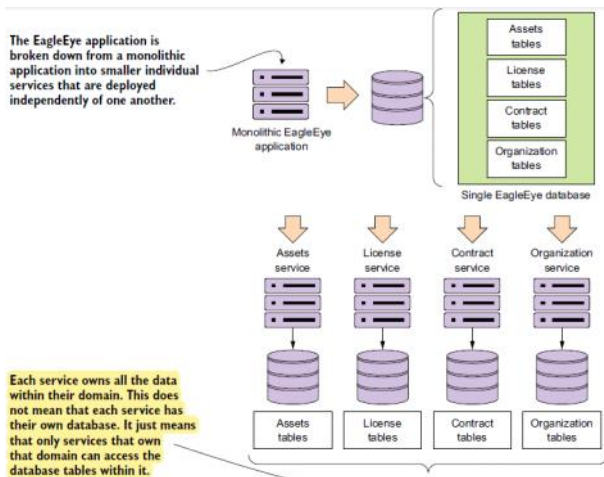 The EagleEye application is
broken down from a monolithic
application into smaller individual
services that are deployed
independently of one another.
Monolithic EagleEye
application
Assets
tables
License
tables
Contract
tables
Organization
tables
Single EagleEye database
Assets
service
License
service
Contract
service
Organization
service
Each service owns all the data
within their domain. This does
not mean that each service has
their own database. It just means
that only services that own
that domain can access the
database tables within it.
Assets
tables
License
tables
Contract
tables
Organization
tables